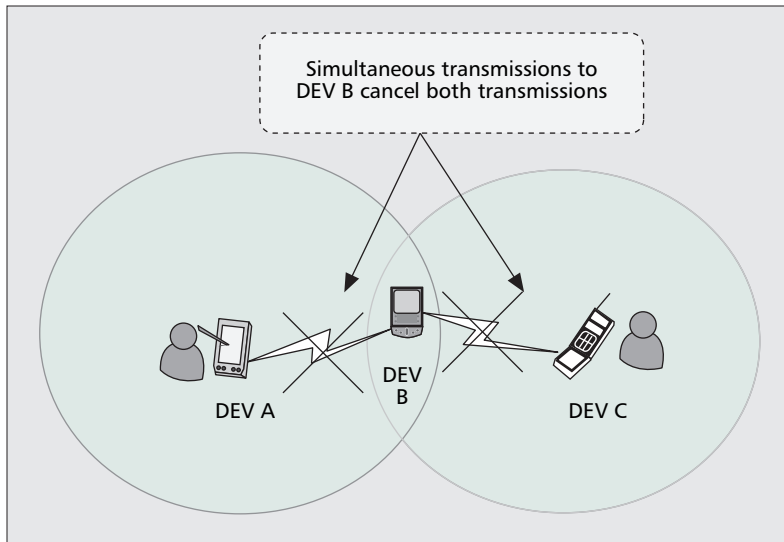 Simultaneous transmissions to
DEV B cancel both transmissions
DEV A
DEV
B
DEV C